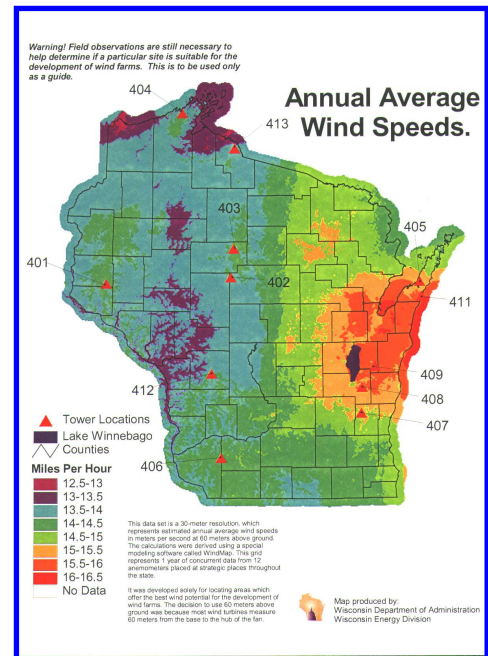 Warning! Field observations are still necessary to
help determine if a particular site is suitable for the
development of wind farms. This is to be used only
as a guide.
Annual Average
Wind Speeds.
404
413
403
405
401
402
411
409
408
412
407
406
Tower Locations
Lake Winnebago
Counties
Miles Per Hour
12.5-13
13-13.5
13.5-14
14-14.5
14.5-15
15-15.5
15.5-16
16-16.5
No Data
This data set is a 30-meter resolution, which
represents estimated annual average wind speeds
in meters per second at 60 meters above ground.
The calculations were derived using a special
modeling software called WindMap. This grid
represents 1 year of concurrent data from 12
anemometers placed at strategic places throughout
the state.
It was developed solely for locating areas which
offer the best wind potential for the development of
wind farms. The decision to use 60 meters above
ground was because most wind turbines measure
60 meters from the base to the hub of the fan.
Map produced by:
Wisconsin Department of Administration
Wisconsin Energy Division